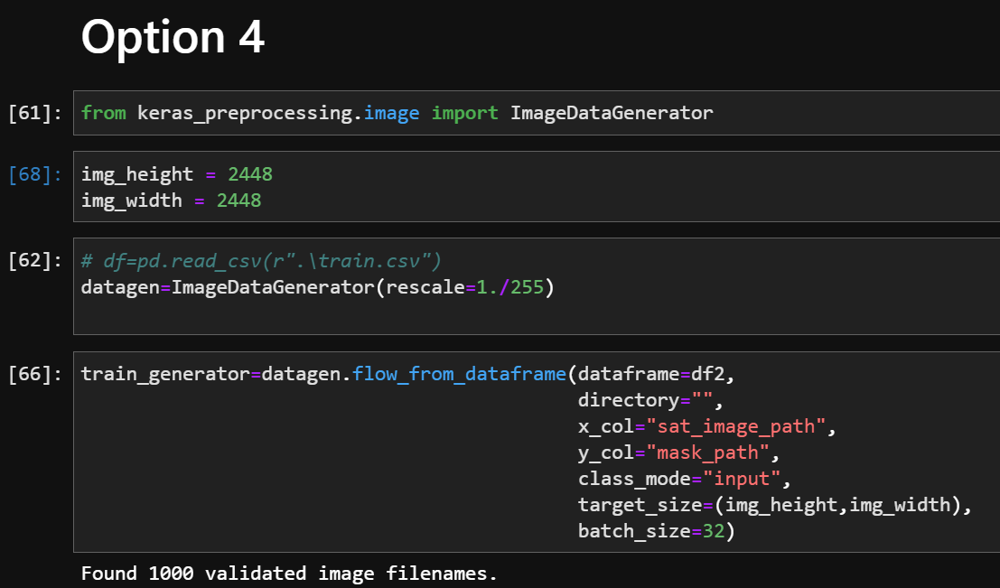 Option 4
[61]: from keras_preprocessing.image import ImageDataGenerator
[68]: img_height = 2448
img_width = 2448
[62]: # df=pd.read_csv(r".\train.csv")
datagen=ImageDataGenerator(rescale=1./255)
[66]: train_generator=datagen.flow_from_dataframe(dataframe=df2,
directory="",
x_col="sat_image_path",
y_col="mask_path",
class_mode="input",
target_size=(img_height,img_width),
batch_size=32)
Found 1000 validated image filenames.